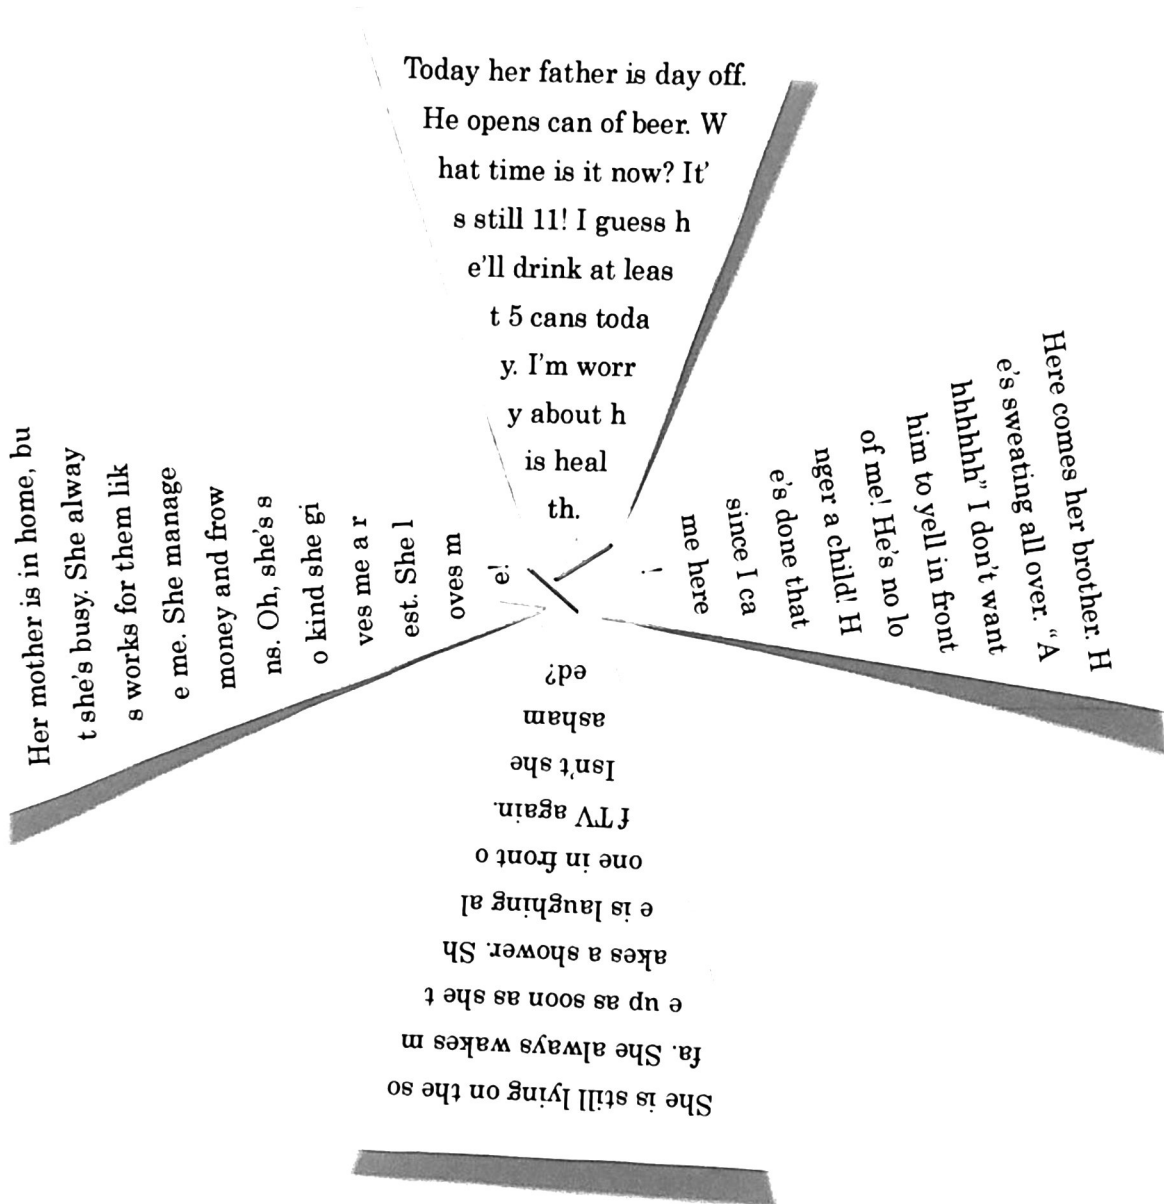 Today her father is day off.
He opens can of beer. W
hat time is it now? It'
s still 11! I guess h
e'll drink at leas
t 5 cans toda
y. I'm worr
y about h
is heal
th.
Here comes her brother. H
e's sweating all over. “A
hhhhhh” I don't want
him to yell in front
of me! He's no lo
nger a child! H
e's done that
since I ca
me here
!
She is still lying on the so
fa. She always wakes m
e up as soon as she t
akes a shower. Sh
e is laughing al
one in front o
f TV again.
Isn't she
asham
ed?
Her mother is in home, bu
t she's busy. She alway
s works for them lik
e me. She manage
money and frow
ns. Oh, she's s
o kind she gi
ves me a r
est. She l
oves m
e!